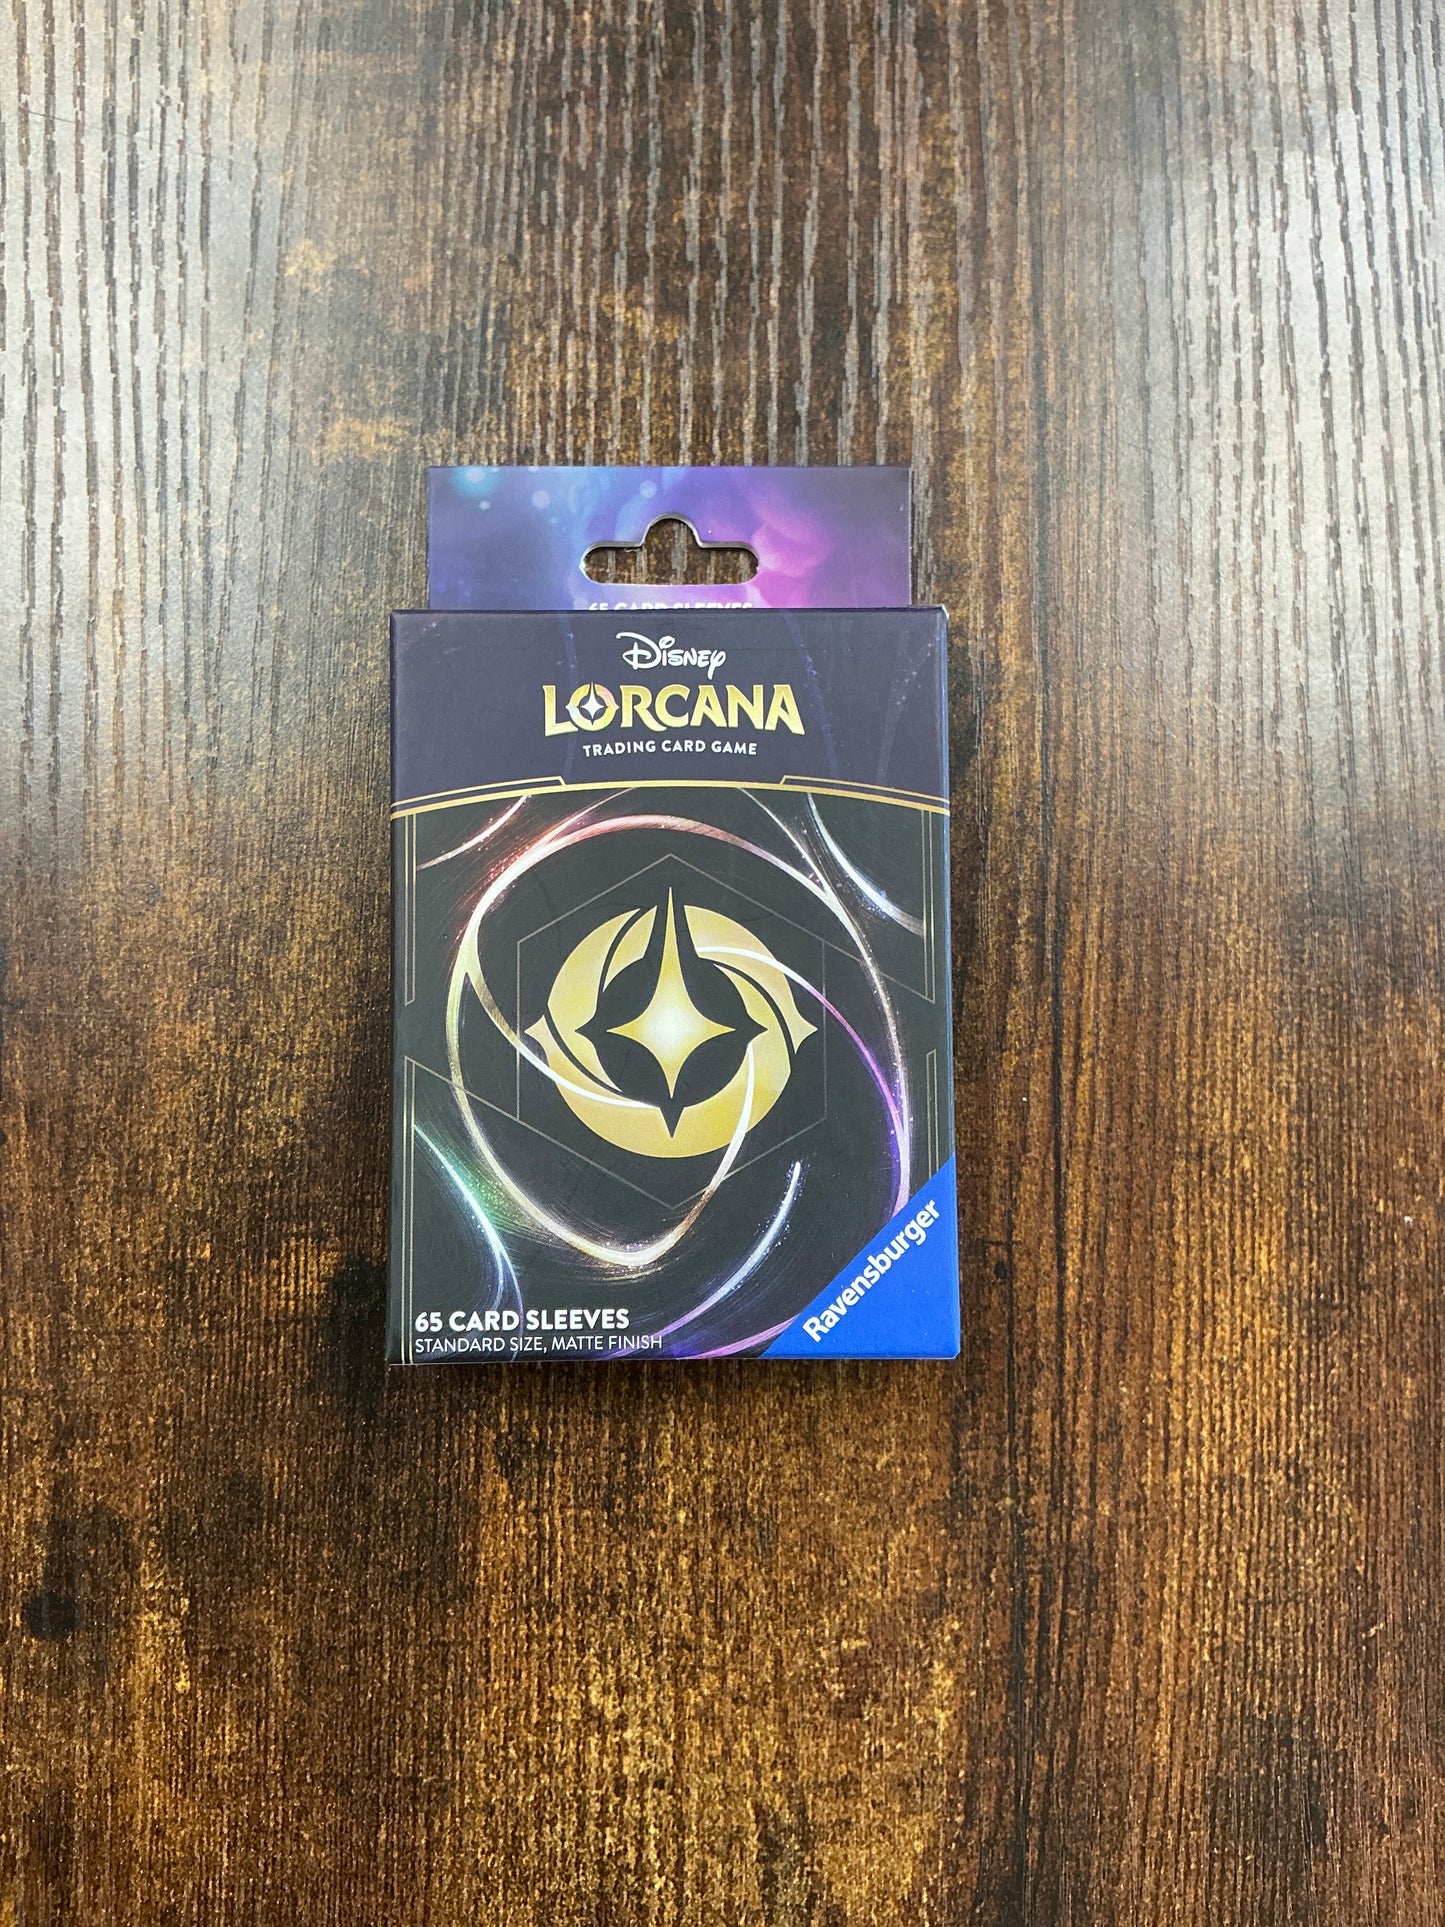 65 CARD SLEEVES
Disney
LORCANA
TRADING CARD GAME
Ravensburger
65 CARD SLEEVES
STANDARD SIZE, MATTE FINISH